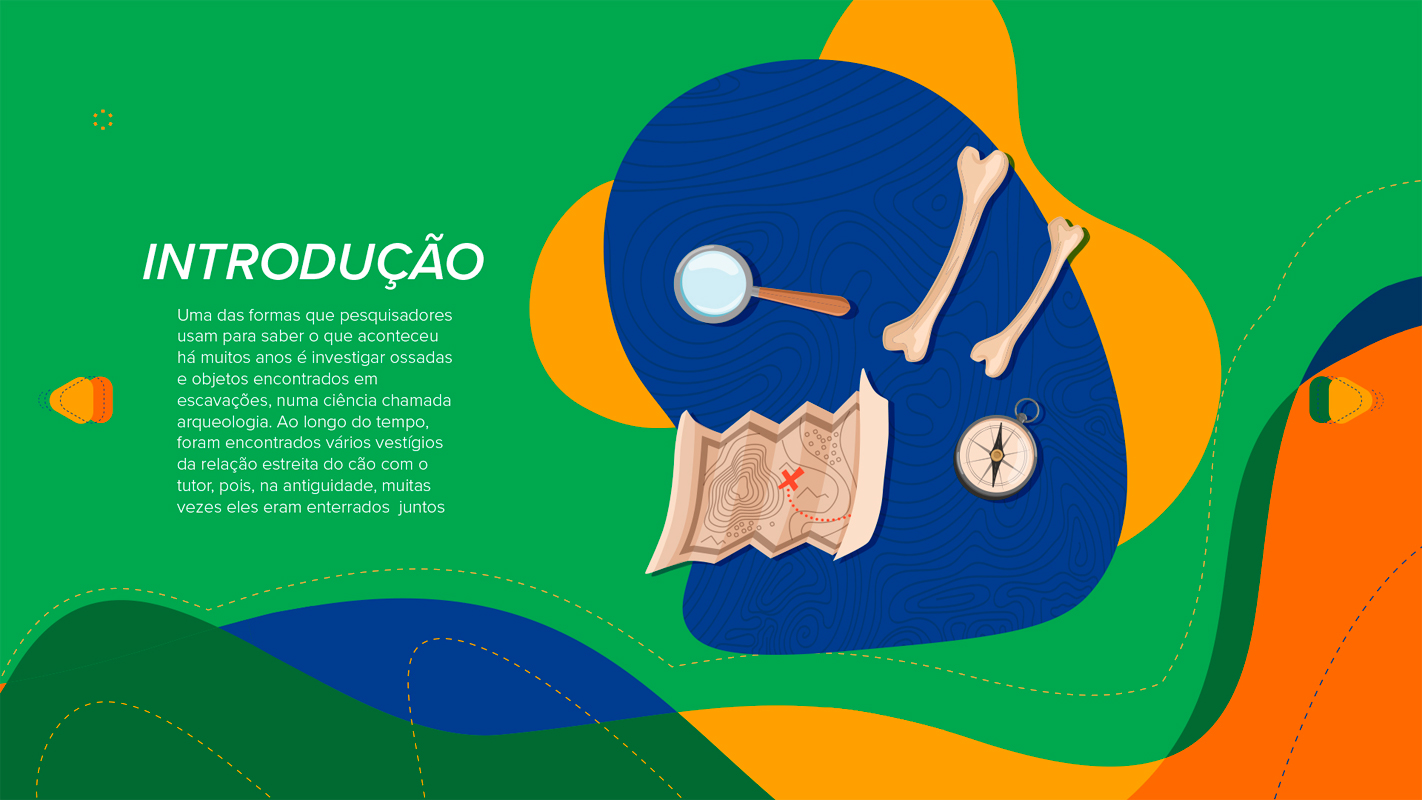 INTRODUÇÃO
Uma das formas que pesquisadores
usam para saber o que aconteceu
há muitos anos é investigar ossadas
e objetos encontrados em
escavações, numa ciência chamada
arqueologia. Ao longo do tempo,
foram encontrados vários vestígios
da relação estreita do cão com o
tutor, pois, na antiguidade, muitas
vezes eles eram enterrados  juntos